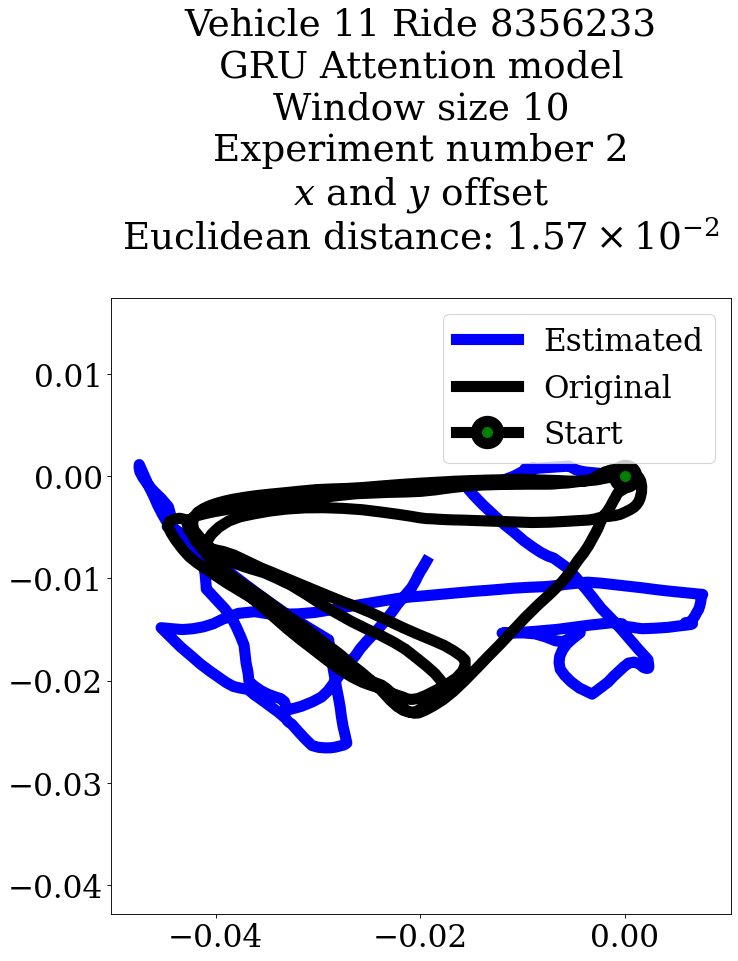 Vehicle 11 Ride 8356233
GRU Attention model
Window size 10
Experiment number 2
x and y offset
Euclidean distance: 1.57 × 10⁻²
Estimated
Original
Start
0.01
0.00
−0.01
−0.02
−0.03
−0.04
−0.04 −0.02 0.00